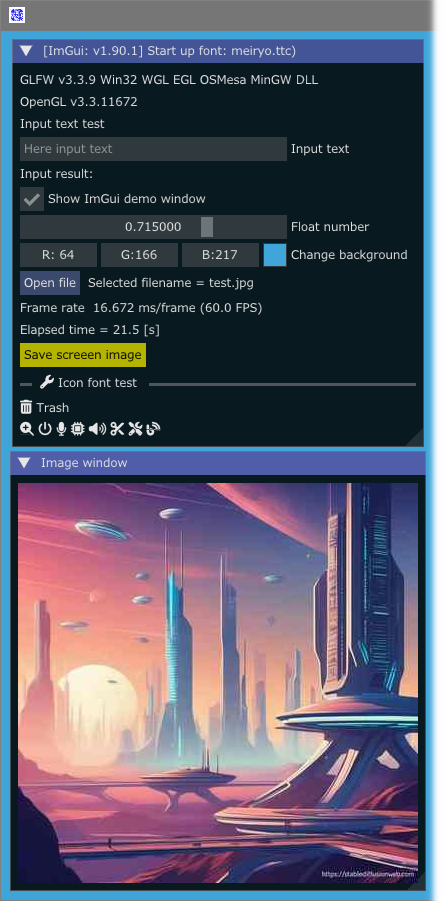 [ImGui: v1.90.1] Start up font: meiryo.ttc)
GLFW v3.3.9 Win32 WGL EGL OSMesa MinGW DLL
OpenGL v3.3.11672
Input text test
Here input text Input text
Input result:
Show ImGui demo window
0.715000 Float number
R: 64 G:166 B:217 Change background
Open file Selected filename = test.jpg
Frame rate 16.672 ms/frame (60.0 FPS)
Elapsed time = 21.5 [s]
Save screeen image
Icon font test
Trash
Image window
https://stablediffusionweb.com